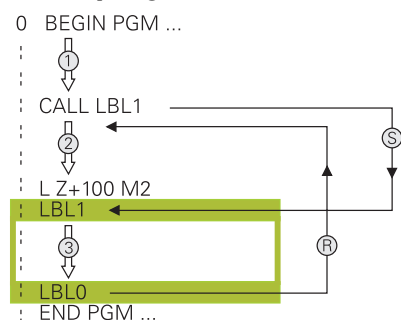 0 BEGIN PGM ...
1
CALL LBL1
S
2
L Z+100 M2
LBL1
3
R
LBL0
END PGM ...